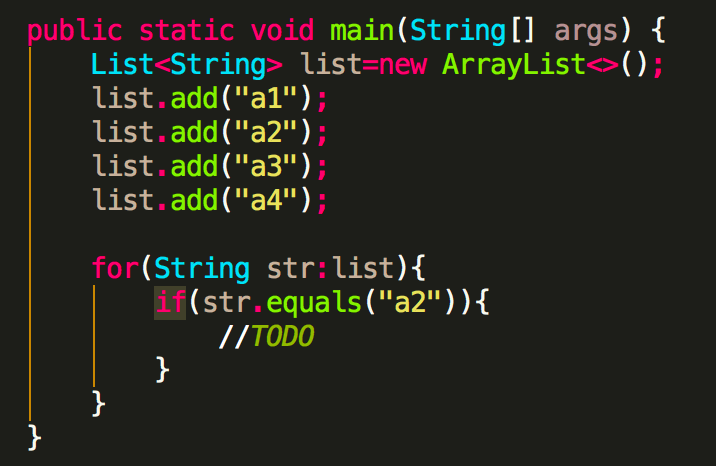 public static void main(String[] args) {
    List<String> list=new ArrayList<>();
    list.add("a1");
    list.add("a2");
    list.add("a3");
    list.add("a4");

    for(String str:list){
        if(str.equals("a2")){
            //TODO
        }
    }
}